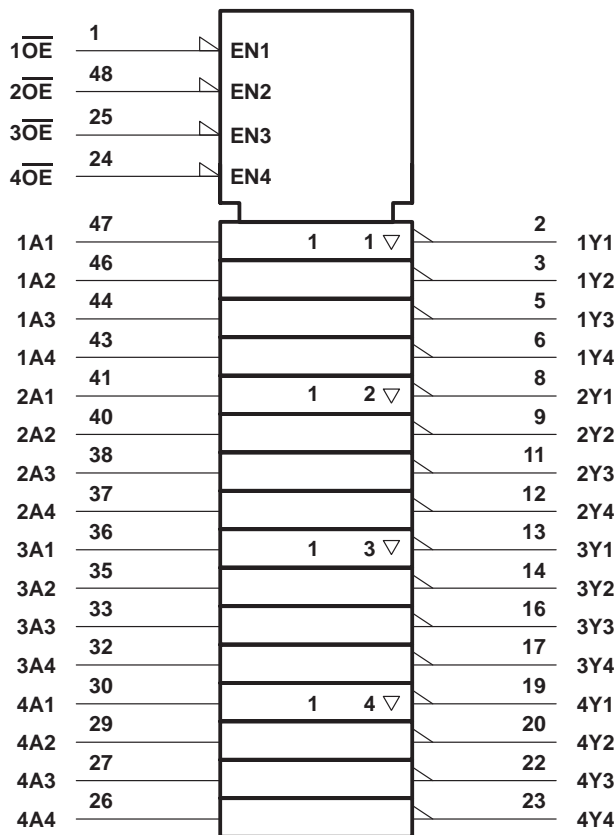 1O̅E̅ 1 EN1
2O̅E̅ 48 EN2
3O̅E̅ 25 EN3
4O̅E̅ 24 EN4
1A1 47 1 1 ▽ 2 1Y1
1A2 46 3 1Y2
1A3 44 5 1Y3
1A4 43 6 1Y4
2A1 41 1 2 ▽ 8 2Y1
2A2 40 9 2Y2
2A3 38 11 2Y3
2A4 37 12 2Y4
3A1 36 1 3 ▽ 13 3Y1
3A2 35 14 3Y2
3A3 33 16 3Y3
3A4 32 17 3Y4
4A1 30 1 4 ▽ 19 4Y1
4A2 29 20 4Y2
4A3 27 22 4Y3
4A4 26 23 4Y4